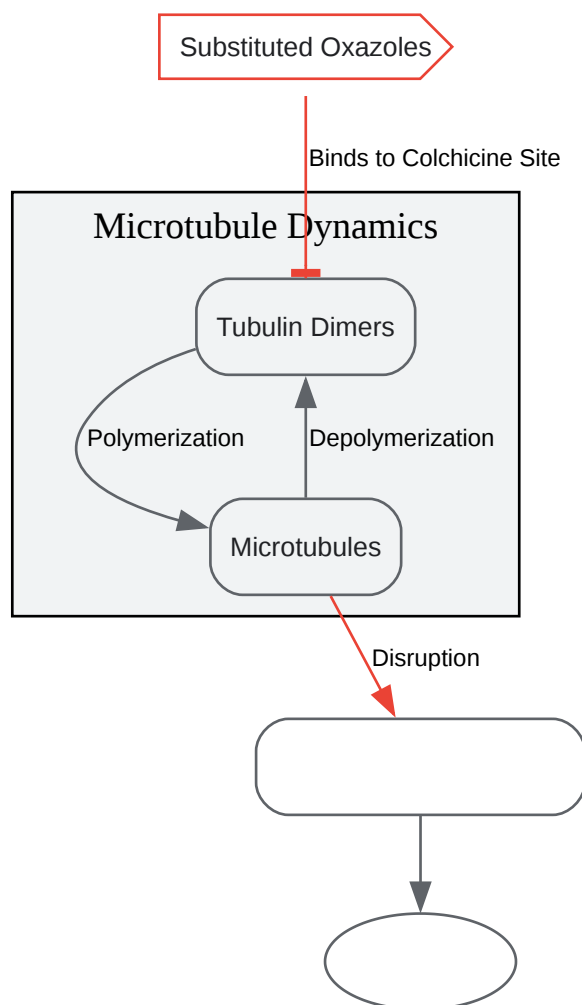 Substituted Oxazoles
Binds to Colchicine Site
Microtubule Dynamics
Tubulin Dimers
Polymerization
Depolymerization
Microtubules
Disruption